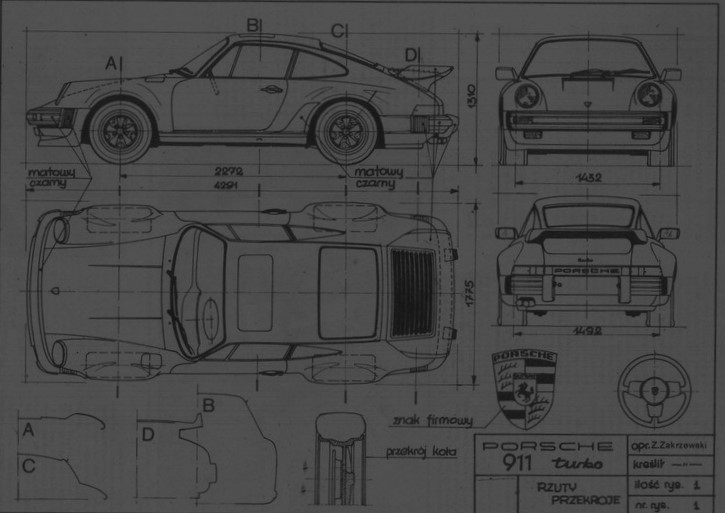 A
B
C
D
1310
matowy
czarny
2272
4291
matowy
czarny
1432
1775
PORSCHE
1492
PORSCHE
A
C
D
B
znak firmowy
przekrój koła
PORSCHE
911 turbo
opr. Z. Zakrzewski
kreślił —"—
RZUTY
PRZEKROJE
ilość rys. 1
nr. rys. 1